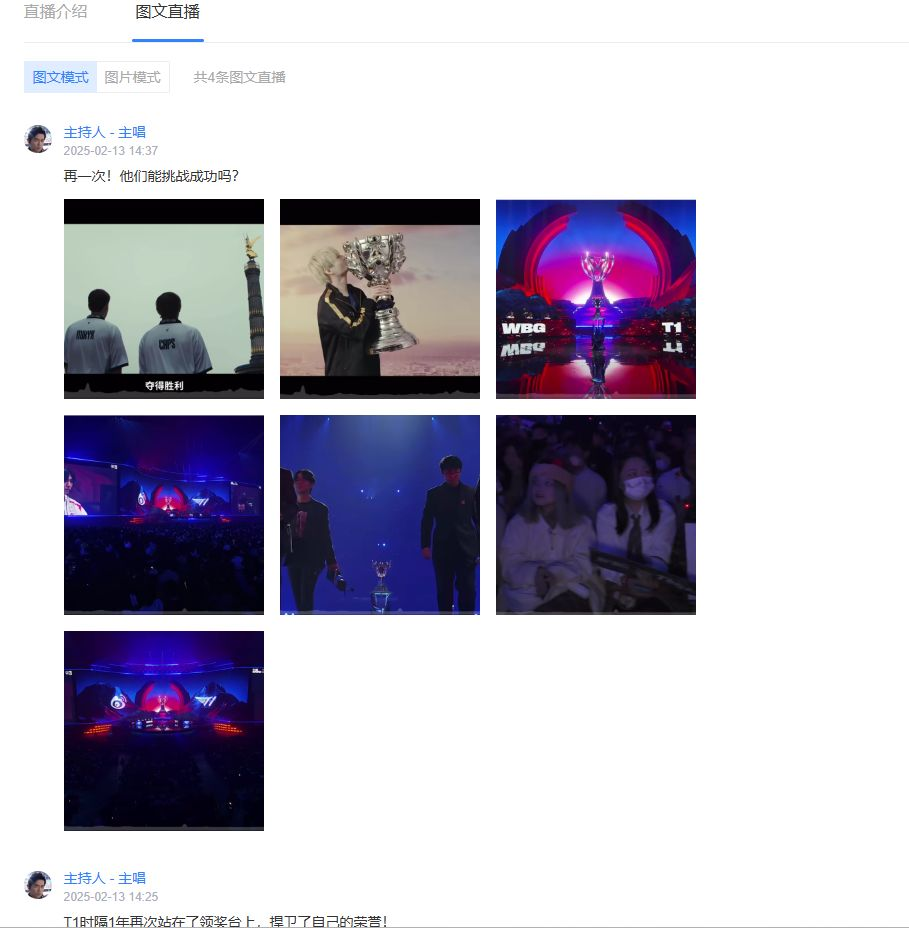 直播介绍
图文直播
图文模式
图片模式
共4条图文直播
主持人 - 主唱
2025-02-13 14:37
再一次！他们能挑战成功吗？
CHPS
夺得胜利
WBG
T1
主持人 - 主唱
2025-02-13 14:25
T1时隔1年再次站在了领奖台上，捍卫了自己的荣誉！